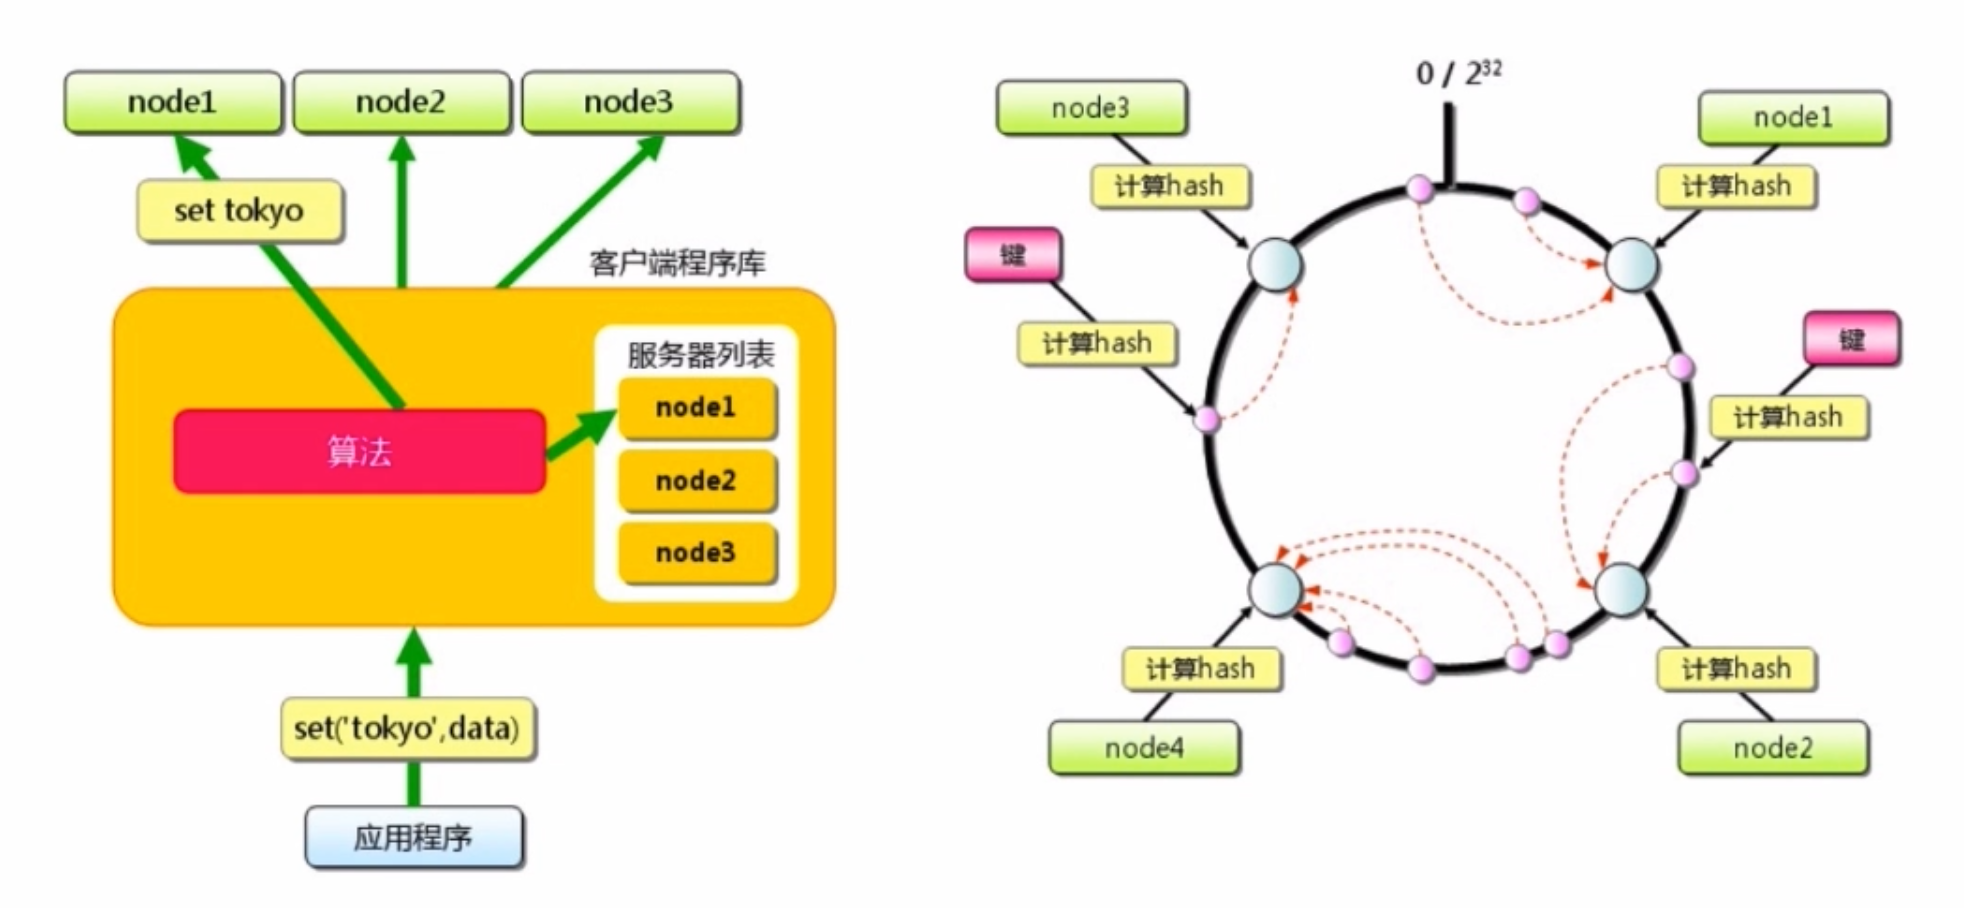 node1
node2
node3
set tokyo
客户端程序库
服务器列表
node1
算法
node2
node3
set('tokyo',data)
应用程序
0 / 2³²
node3
node1
计算hash
计算hash
键
键
计算hash
计算hash
计算hash
计算hash
node4
node2